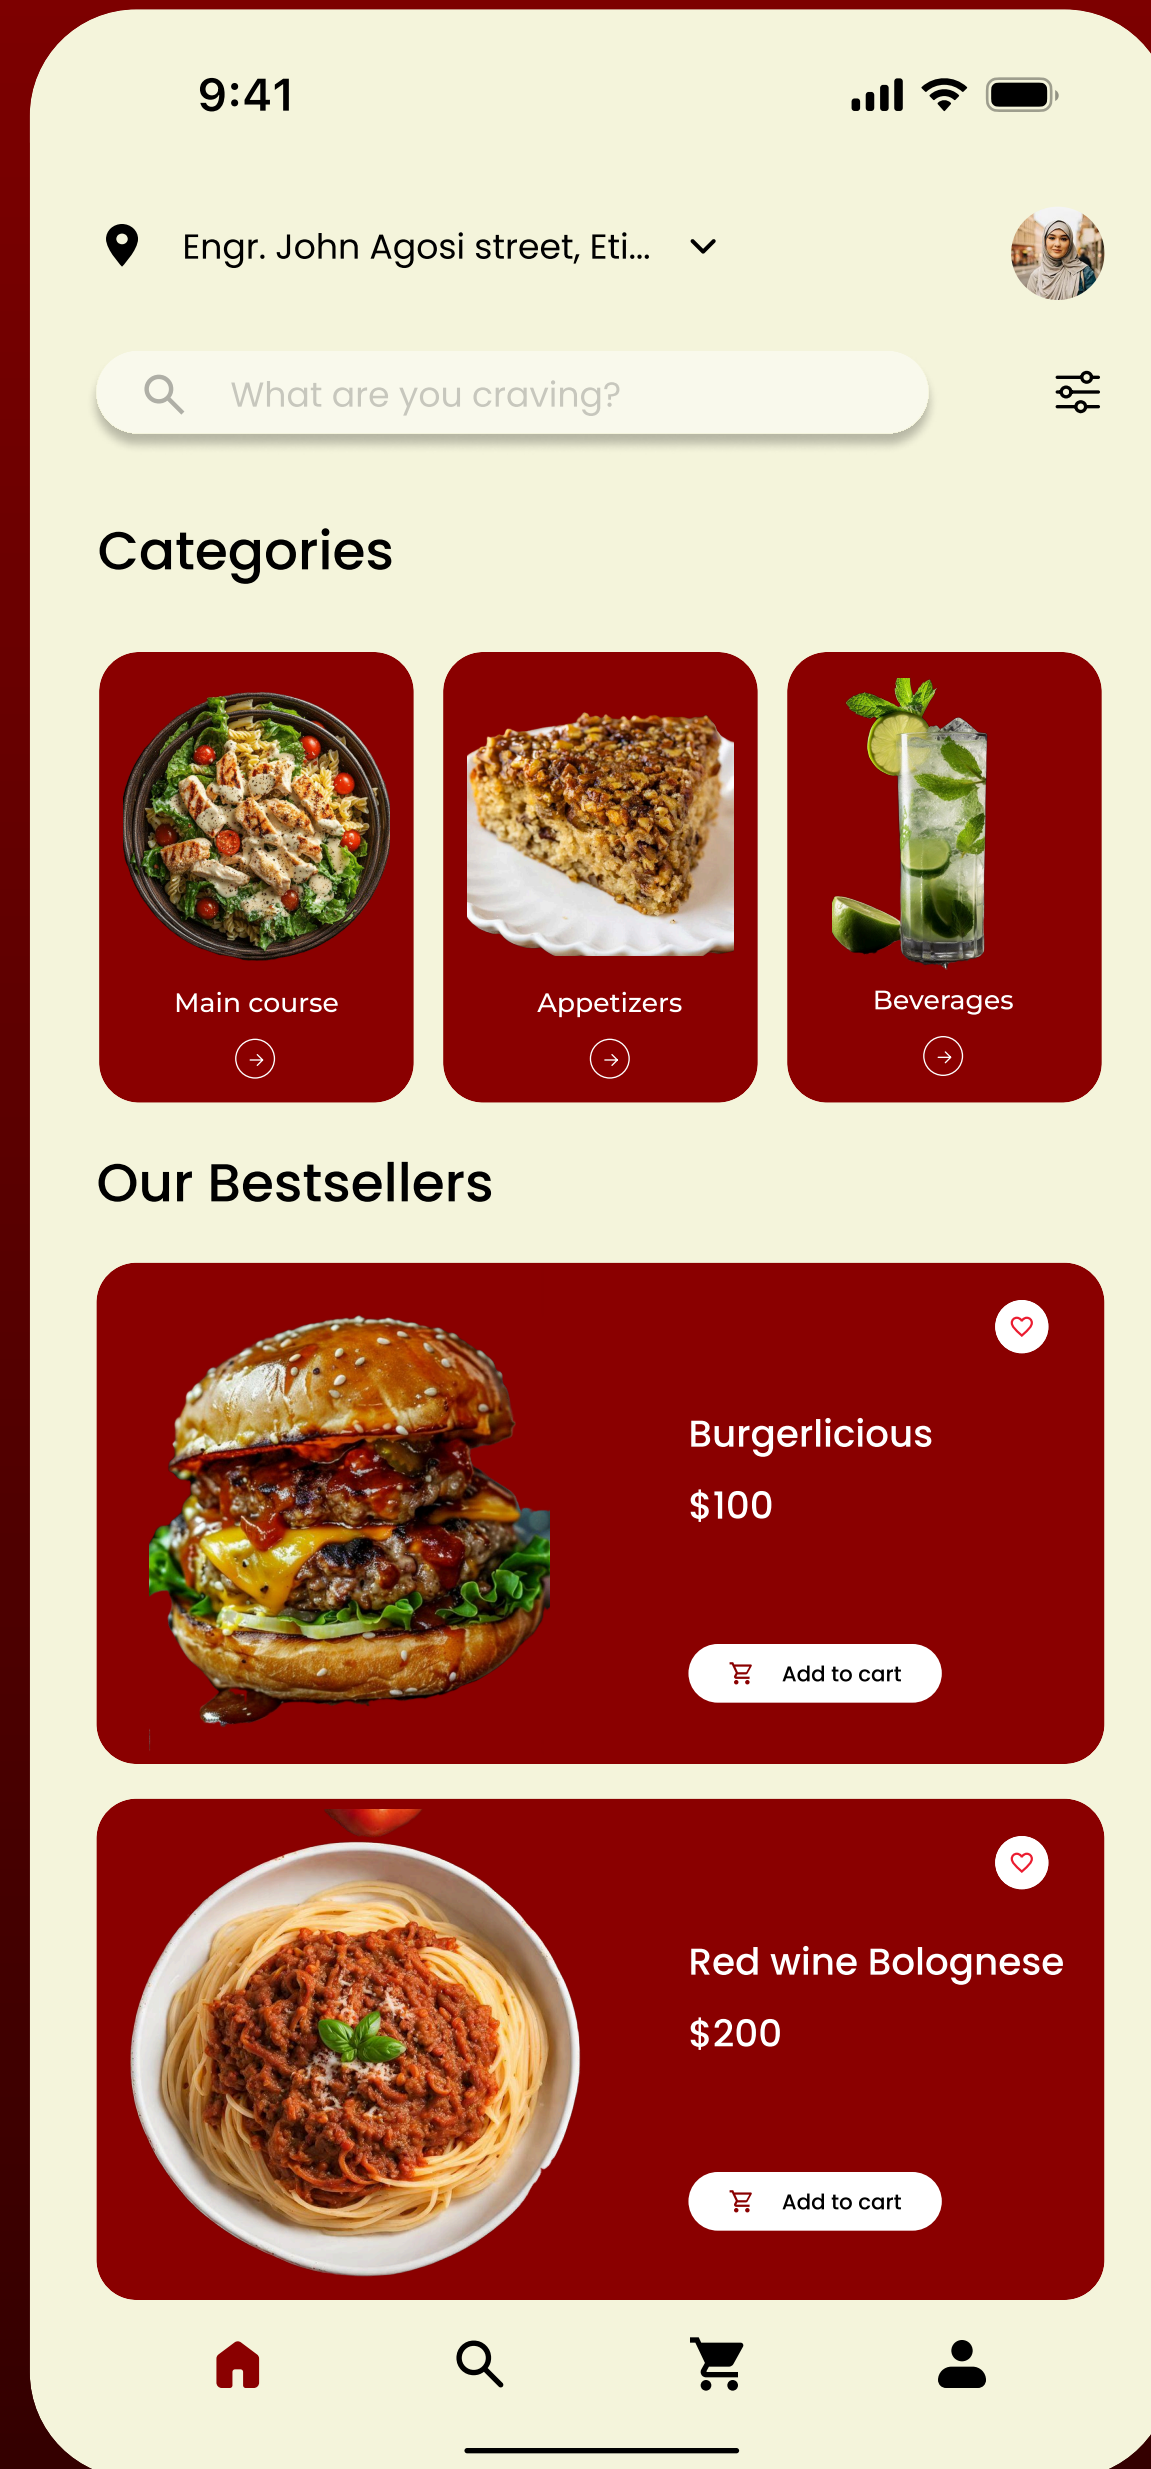 9:41
Engr. John Agosi street, Eti...
What are you craving?
Categories
Main course
Appetizers
Beverages
Our Bestsellers
Burgerlicious
$100
Add to cart
Red wine Bolognese
$200
Add to cart